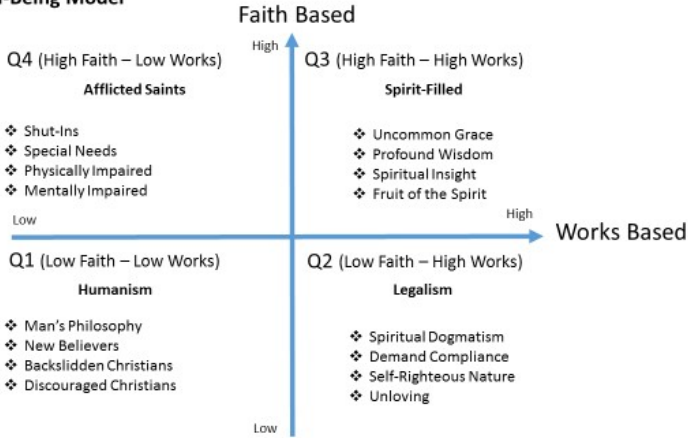 -Being Model
Faith Based
High
Q4 (High Faith – Low Works)
Afflicted Saints
❖ Shut-Ins
❖ Special Needs
❖ Physically Impaired
❖ Mentally Impaired
Low
Q3 (High Faith – High Works)
Spirit-Filled
❖ Uncommon Grace
❖ Profound Wisdom
❖ Spiritual Insight
❖ Fruit of the Spirit
High
Works Based
Q1 (Low Faith – Low Works)
Humanism
❖ Man's Philosophy
❖ New Believers
❖ Backslidden Christians
❖ Discouraged Christians
Q2 (Low Faith – High Works)
Legalism
❖ Spiritual Dogmatism
❖ Demand Compliance
❖ Self-Righteous Nature
❖ Unloving
Low